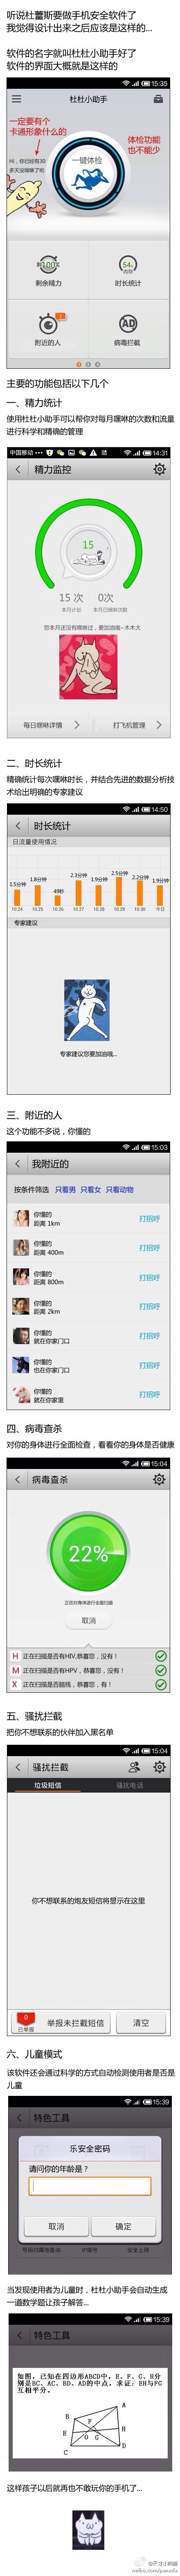 听说杜蕾斯要做手机安全软件了
我觉得设计出来之后应该是这样的...
软件的名字就叫杜杜小助手好了
软件的界面大概就是这样的
15:35
杜杜小助手
一定要有个
卡通形象什么的
体检功能
也不能少
Hi，你已经有30
多天没嘿咻了哈
一键体检
100%
剩余精力
54%
内存
时长统计
附近的人
AD
病毒拦截
1 2 3
主要的功能包括以下几个
一、精力统计
使用杜杜小助手可以帮你对每月嘿咻的次数和流量
进行科学和精确的管理
中国移动 14:31
精力监控
15
15 次 0次
本月计划 本月已嘿咻次数
您本月还没有嘿咻过，要加油哦~木木大
每日嘿咻详情 打飞机管理
二、时长统计
精确统计每次嘿咻时长，并结合先进的数据分析技
术给出明确的专家建议
14:50
时长统计
日流量使用情况
1.5分钟 1.8分钟 49秒 2.3分钟 1.9分钟 2.5分钟 2.2分钟 1.9分钟
10.24 10.25 10.26 10.27 10.28 10.29 10.30 今日
专家建议
专家建议您要加油哦...
三、附近的人
这个功能不多说，你懂的
15:03
我附近的
按条件筛选 只看男 只看女 只看动物
你懂的
距离 1km 打招呼
你懂的
距离 400m 打招呼
你懂的
距离 800m 打招呼
你懂的
距离 2km 打招呼
你懂的
就在你家门口 打招呼
你懂的
也在你家门口 打招呼
你懂的
就在你家里 打招呼
四、病毒查杀
对你的身体进行全面检查，看看你的身体是否健康
15:04
病毒查杀
22%
正在对身体进行全面扫描
取消
H 正在扫描是否有HIV,恭喜您，没有！
M 正在扫描是否有HPV，恭喜您，没有！
X 正在扫描是否前线，恭喜您，有！
五、骚扰拦截
把你不想联系的伙伴加入黑名单
15:04
骚扰拦截
垃圾短信 骚扰电话
你不想联系的炮友短信将显示在这里
0
已举报
举报未拦截短信 清空
六、儿童模式
该软件还会通过科学的方式自动检测使用者是否是
儿童
15:39
特色工具
乐安全密码
请问你的年龄是？
取消 确定
号码归属地查询 IP拨号 安全上网
当发现使用者为儿童时，杜杜小助手会自动生成
一道数学题让孩子解答...
15:39
特色工具
如图，已知在四边形ABCD中，E、F、G、H分
别是BC、AC、BD、AD的中点，求证：EH与FG
互相平分。
A
B
F
H
E
O
G
C
D
这样孩子以后就再也不敢玩你的手机了...